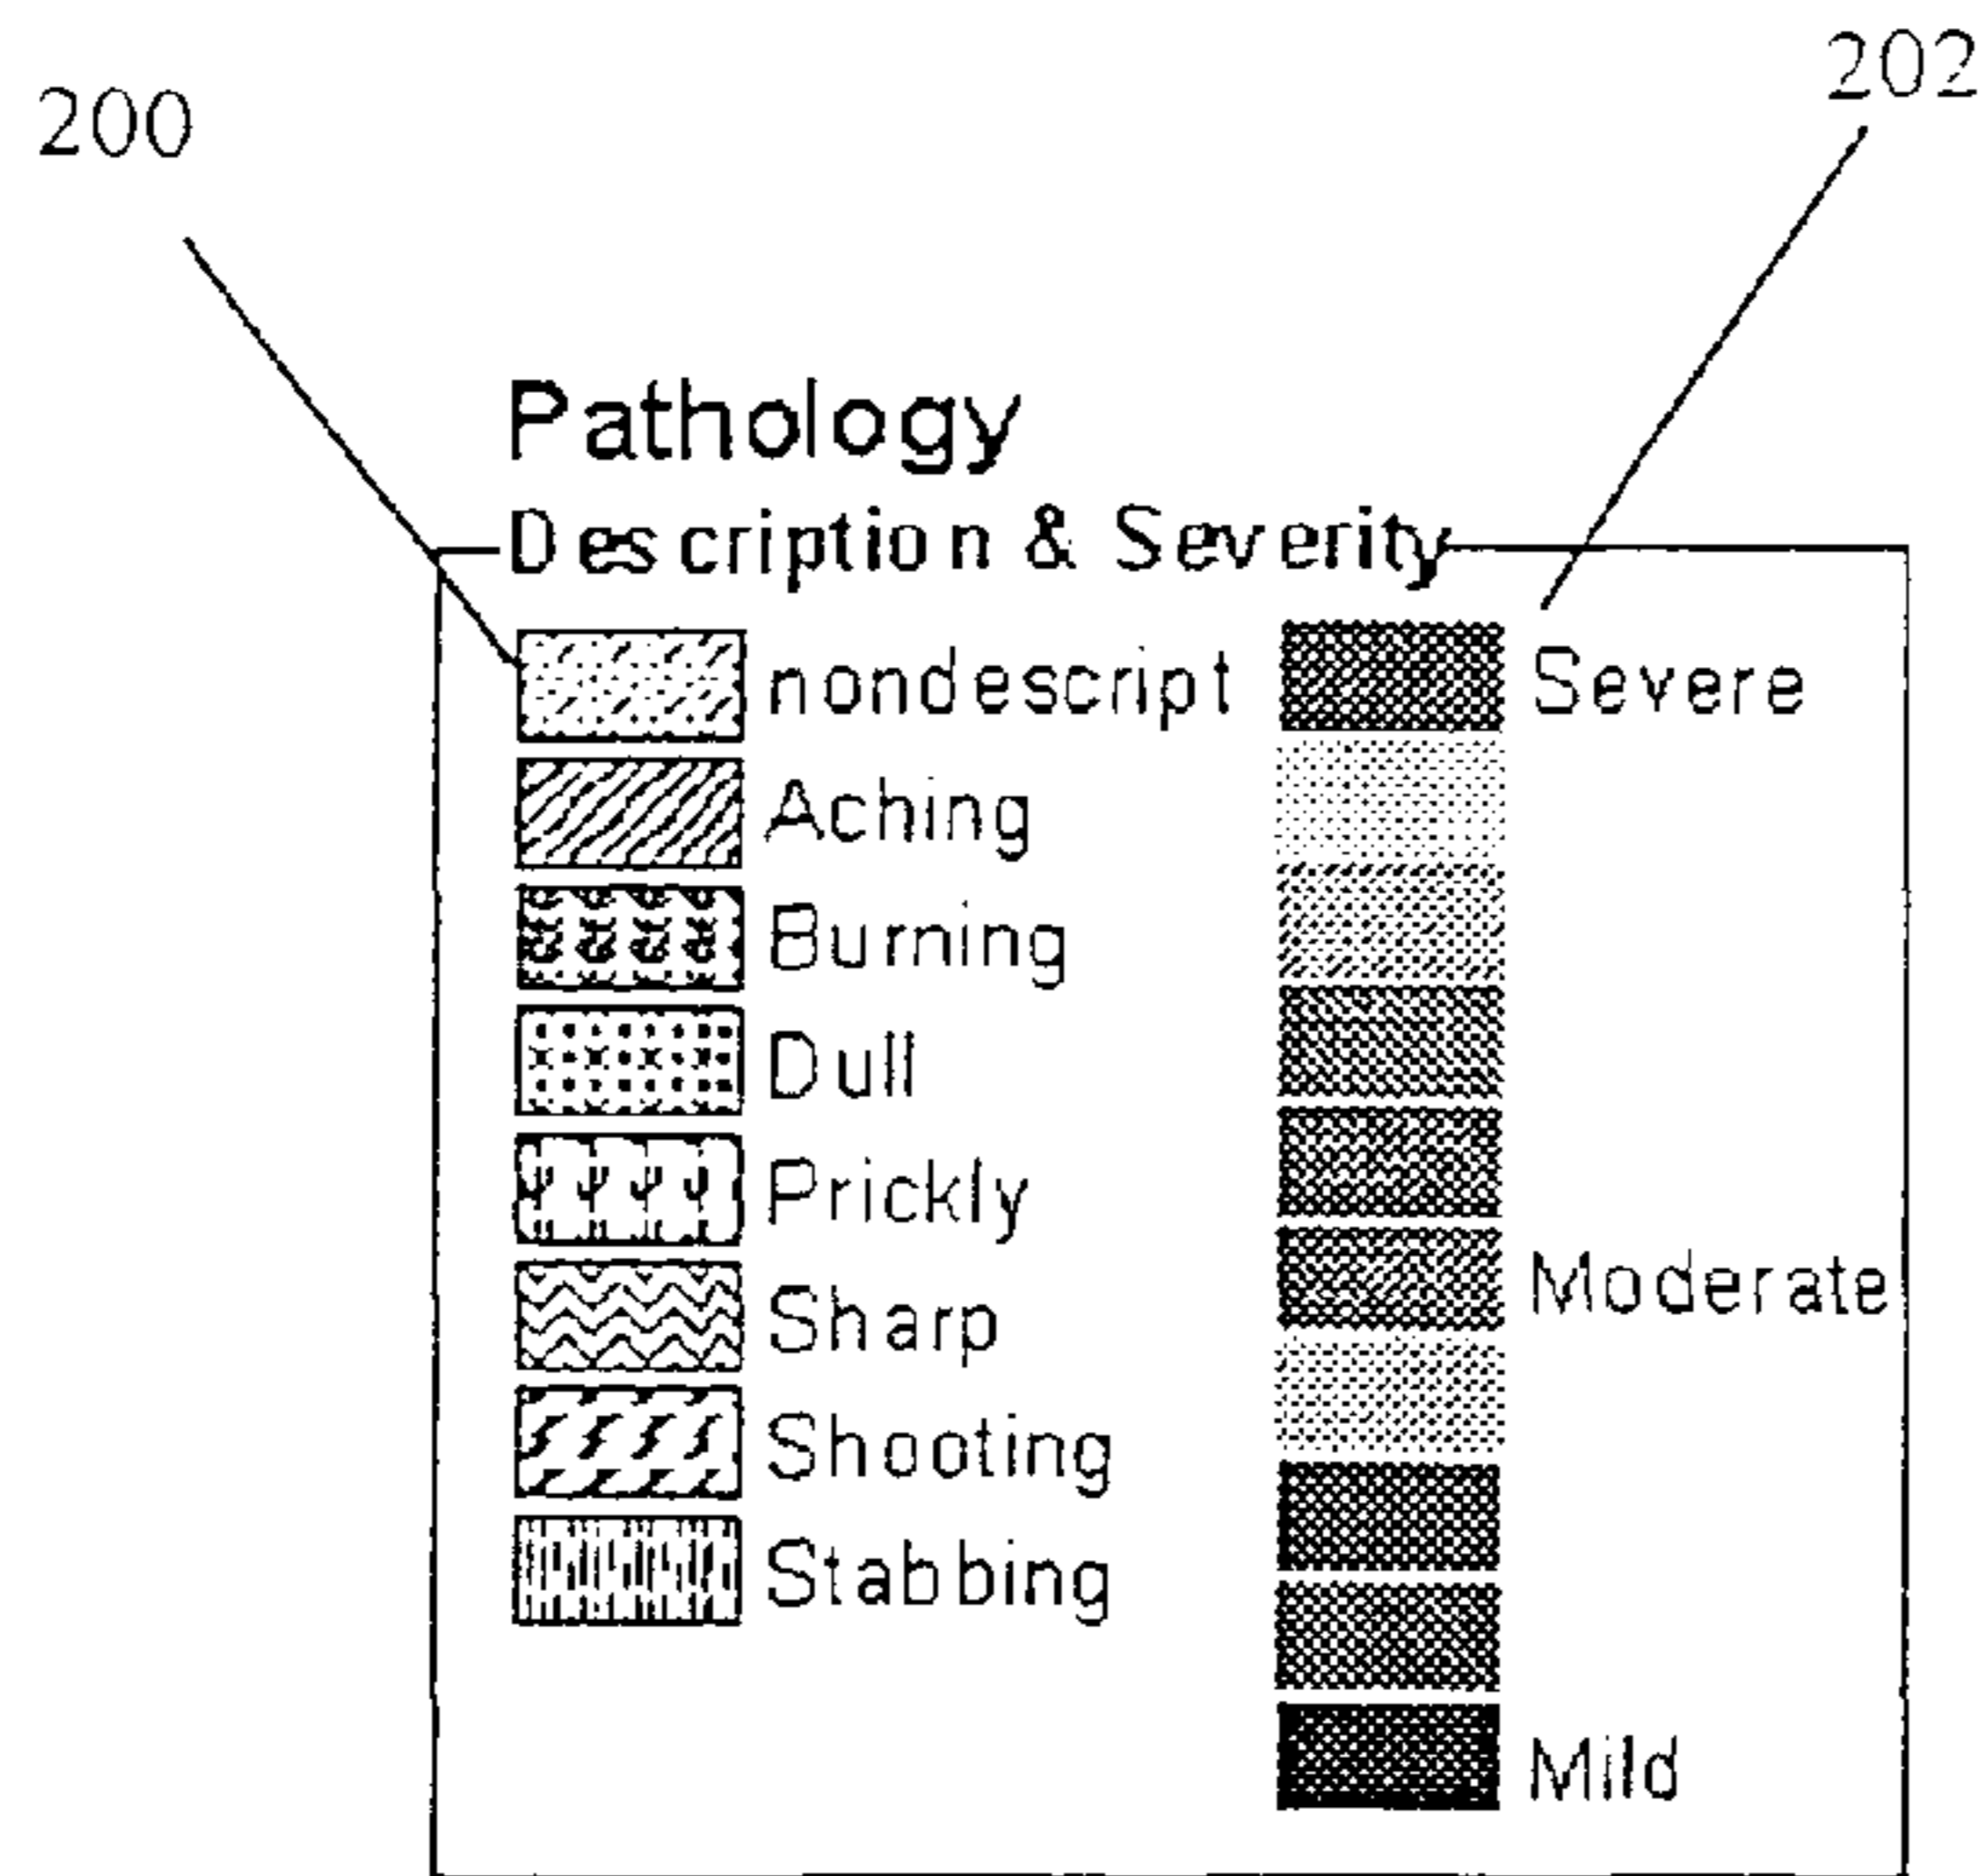 202
200
Pathology
Description & Severity
nondescript Severe
Aching
Burning
Dull
Prickly
Sharp Moderate
Shooting
Stabbing
Mild